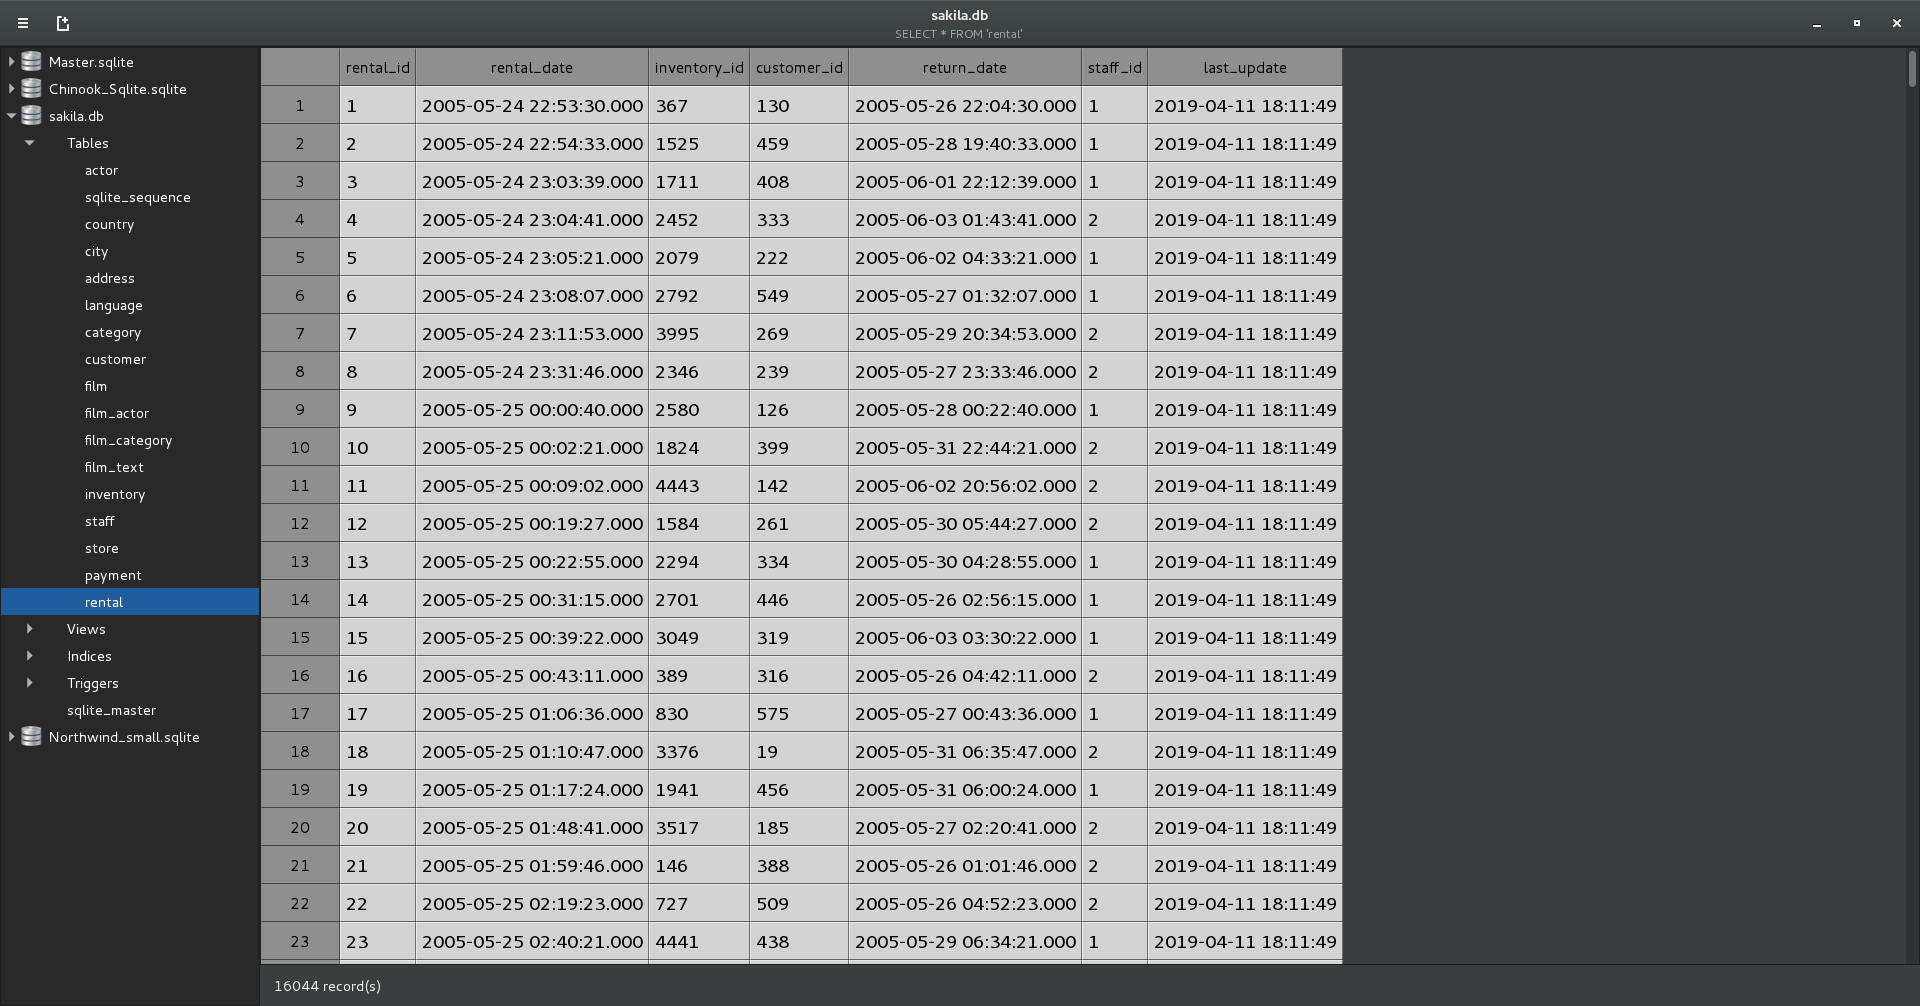 sakila.db
SELECT * FROM 'rental'
Master.sqlite
Chinook_Sqlite.sqlite
sakila.db
Tables
actor
sqlite_sequence
country
city
address
language
category
customer
film
film_actor
film_category
film_text
inventory
staff
store
payment
rental
Views
Indices
Triggers
sqlite_master
Northwind_small.sqlite
rental_id rental_date inventory_id customer_id return_date staff_id last_update
1 1 2005-05-24 22:53:30.000 367 130 2005-05-26 22:04:30.000 1 2019-04-11 18:11:49
2 2 2005-05-24 22:54:33.000 1525 459 2005-05-28 19:40:33.000 1 2019-04-11 18:11:49
3 3 2005-05-24 23:03:39.000 1711 408 2005-06-01 22:12:39.000 1 2019-04-11 18:11:49
4 4 2005-05-24 23:04:41.000 2452 333 2005-06-03 01:43:41.000 2 2019-04-11 18:11:49
5 5 2005-05-24 23:05:21.000 2079 222 2005-06-02 04:33:21.000 1 2019-04-11 18:11:49
6 6 2005-05-24 23:08:07.000 2792 549 2005-05-27 01:32:07.000 1 2019-04-11 18:11:49
7 7 2005-05-24 23:11:53.000 3995 269 2005-05-29 20:34:53.000 2 2019-04-11 18:11:49
8 8 2005-05-24 23:31:46.000 2346 239 2005-05-27 23:33:46.000 2 2019-04-11 18:11:49
9 9 2005-05-25 00:00:40.000 2580 126 2005-05-28 00:22:40.000 1 2019-04-11 18:11:49
10 10 2005-05-25 00:02:21.000 1824 399 2005-05-31 22:44:21.000 2 2019-04-11 18:11:49
11 11 2005-05-25 00:09:02.000 4443 142 2005-06-02 20:56:02.000 2 2019-04-11 18:11:49
12 12 2005-05-25 00:19:27.000 1584 261 2005-05-30 05:44:27.000 2 2019-04-11 18:11:49
13 13 2005-05-25 00:22:55.000 2294 334 2005-05-30 04:28:55.000 1 2019-04-11 18:11:49
14 14 2005-05-25 00:31:15.000 2701 446 2005-05-26 02:56:15.000 1 2019-04-11 18:11:49
15 15 2005-05-25 00:39:22.000 3049 319 2005-06-03 03:30:22.000 1 2019-04-11 18:11:49
16 16 2005-05-25 00:43:11.000 389 316 2005-05-26 04:42:11.000 2 2019-04-11 18:11:49
17 17 2005-05-25 01:06:36.000 830 575 2005-05-27 00:43:36.000 1 2019-04-11 18:11:49
18 18 2005-05-25 01:10:47.000 3376 19 2005-05-31 06:35:47.000 2 2019-04-11 18:11:49
19 19 2005-05-25 01:17:24.000 1941 456 2005-05-31 06:00:24.000 1 2019-04-11 18:11:49
20 20 2005-05-25 01:48:41.000 3517 185 2005-05-27 02:20:41.000 2 2019-04-11 18:11:49
21 21 2005-05-25 01:59:46.000 146 388 2005-05-26 01:01:46.000 2 2019-04-11 18:11:49
22 22 2005-05-25 02:19:23.000 727 509 2005-05-26 04:52:23.000 2 2019-04-11 18:11:49
23 23 2005-05-25 02:40:21.000 4441 438 2005-05-29 06:34:21.000 1 2019-04-11 18:11:49
16044 record(s)